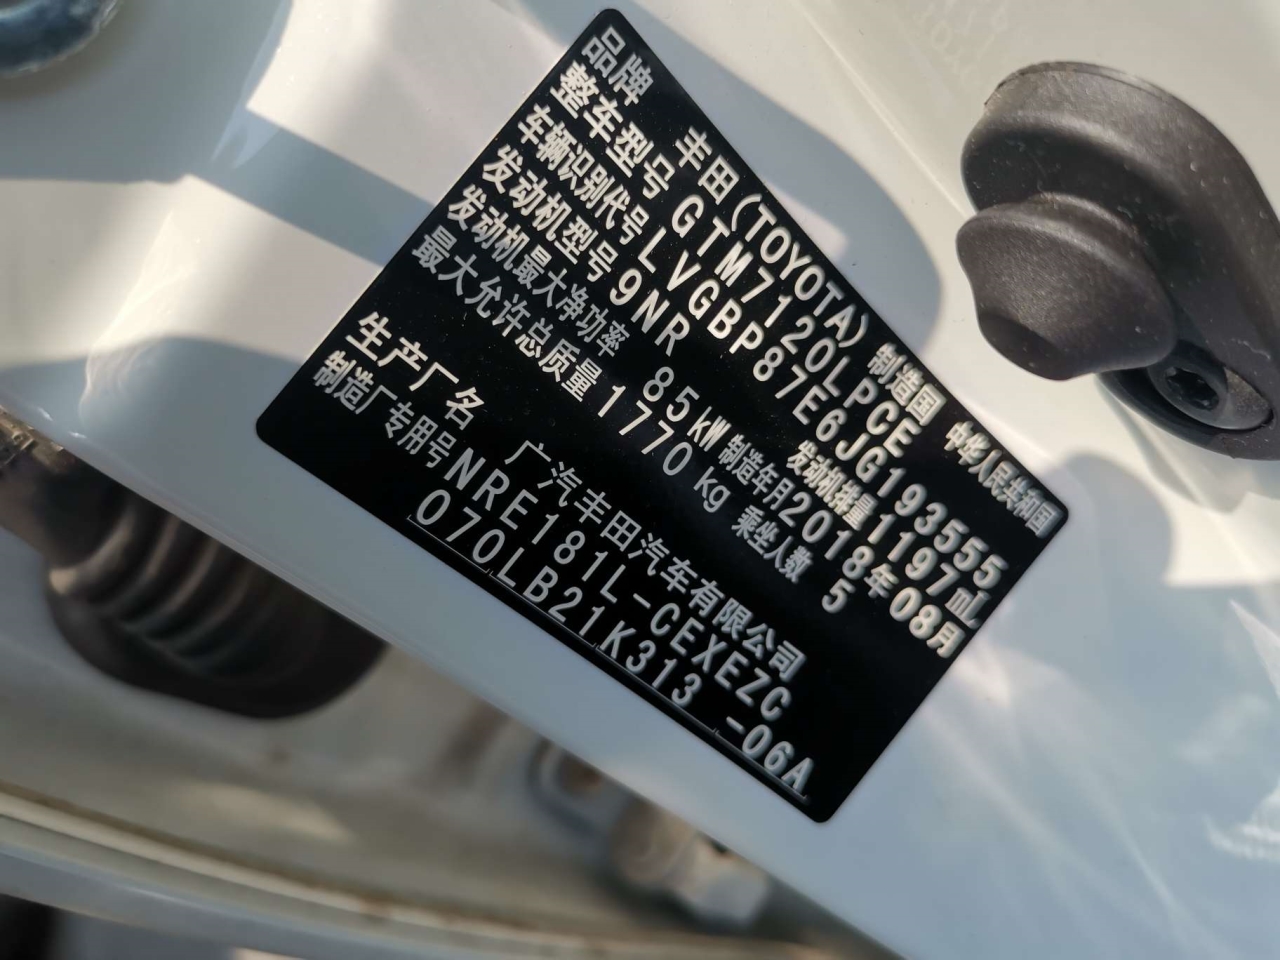 品牌 丰田(TOYOTA) 制造国 中华人民共和国
整车型号 GTM7120LPCE
车辆识别代号 LVGBP87E6JG193555
发动机型号 9NR 发动机排量 1197mL
发动机最大净功率 85kW 制造年月 2018年08月
最大允许总质量 1770kg 乘坐人数 5
生产厂名 广汽丰田汽车有限公司
制造厂专用号 NRE181L-CEXEZC
070LB21K313 -06A